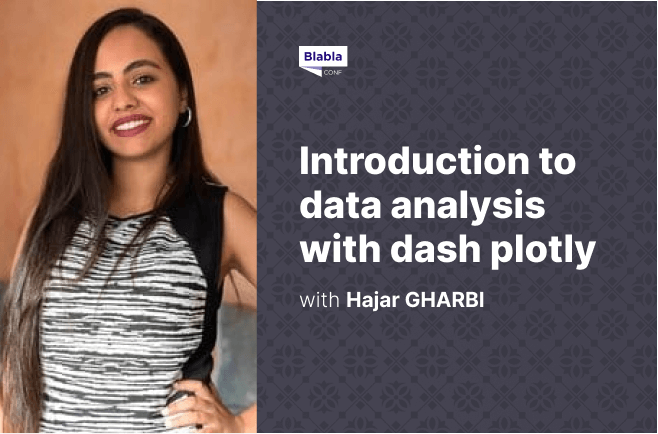 Blabla
CONF
Introduction to
data analysis
with dash plotly
with Hajar GHARBI